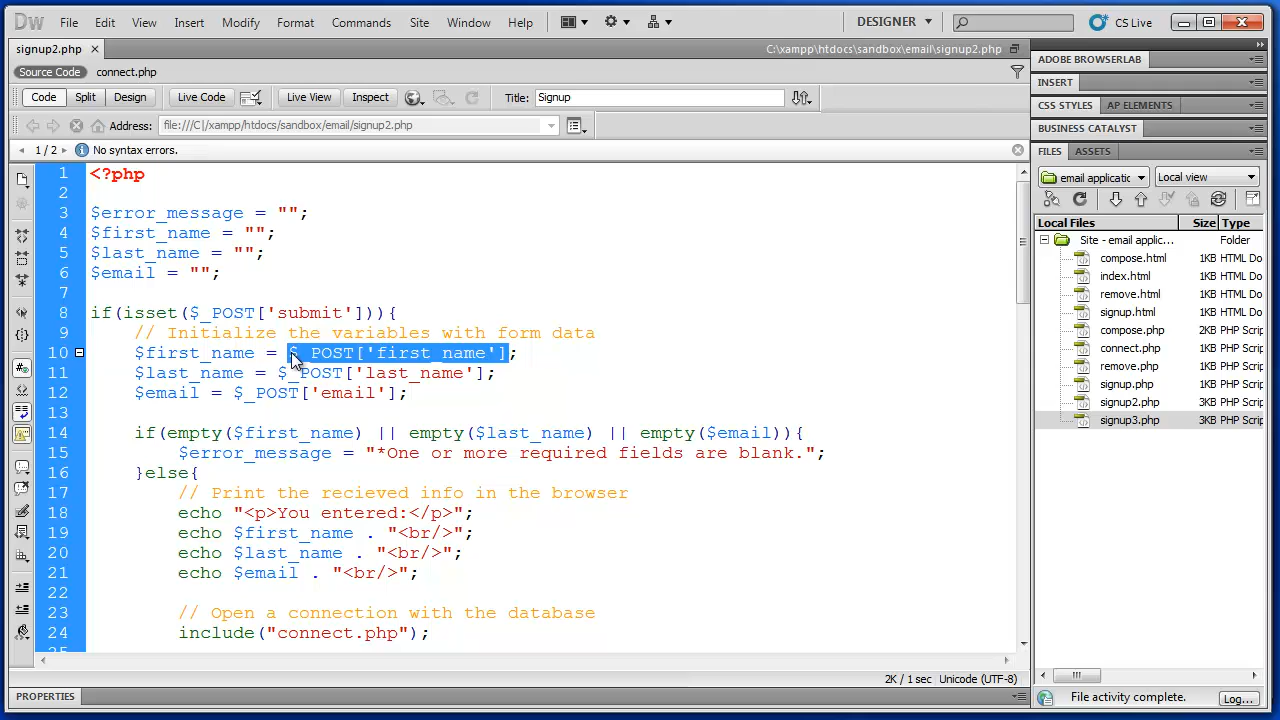 Dw File Edit View Insert Modify Format Commands Site Window Help DESIGNER CS Live
signup2.php C:\xampp\htdocs\sandbox\email\signup2.php
Source Code connect.php
Code Split Design Live Code Live View Inspect Title: Signup
Address: file:///C|/xampp/htdocs/sandbox/email/signup2.php
1 / 2 No syntax errors.
1 <?php
2
3 $error_message = "";
4 $first_name = "";
5 $last_name = "";
6 $email = "";
7
8 if(isset($_POST['submit'])){
9 // Initialize the variables with form data
10 $first_name = $_POST['first_name'];
11 $last_name = $_POST['last_name'];
12 $email = $_POST['email'];
13
14 if(empty($first_name) || empty($last_name) || empty($email)){
15 $error_message = "*One or more required fields are blank.";
16 }else{
17 // Print the recieved info in the browser
18 echo "<p>You entered:</p>";
19 echo $first_name . "<br/>";
20 echo $last_name . "<br/>";
21 echo $email . "<br/>";
22
23 // Open a connection with the database
24 include("connect.php");
2K / 1 sec Unicode (UTF-8)
PROPERTIES
ADOBE BROWSERLAB
INSERT
CSS STYLES AP ELEMENTS
BUSINESS CATALYST
FILES ASSETS
email applicatic Local view
Local Files Size Type
Site - email applic... Folder
compose.html 1KB HTML Do
index.html 1KB HTML Do
remove.html 1KB HTML Do
signup.html 1KB HTML Do
compose.php 1KB PHP Scrip
connect.php 1KB PHP Scrip
remove.php 1KB PHP Scrip
signup.php 1KB PHP Scrip
signup2.php 3KB PHP Scrip
signup3.php 3KB PHP Scrip
File activity complete. Log...